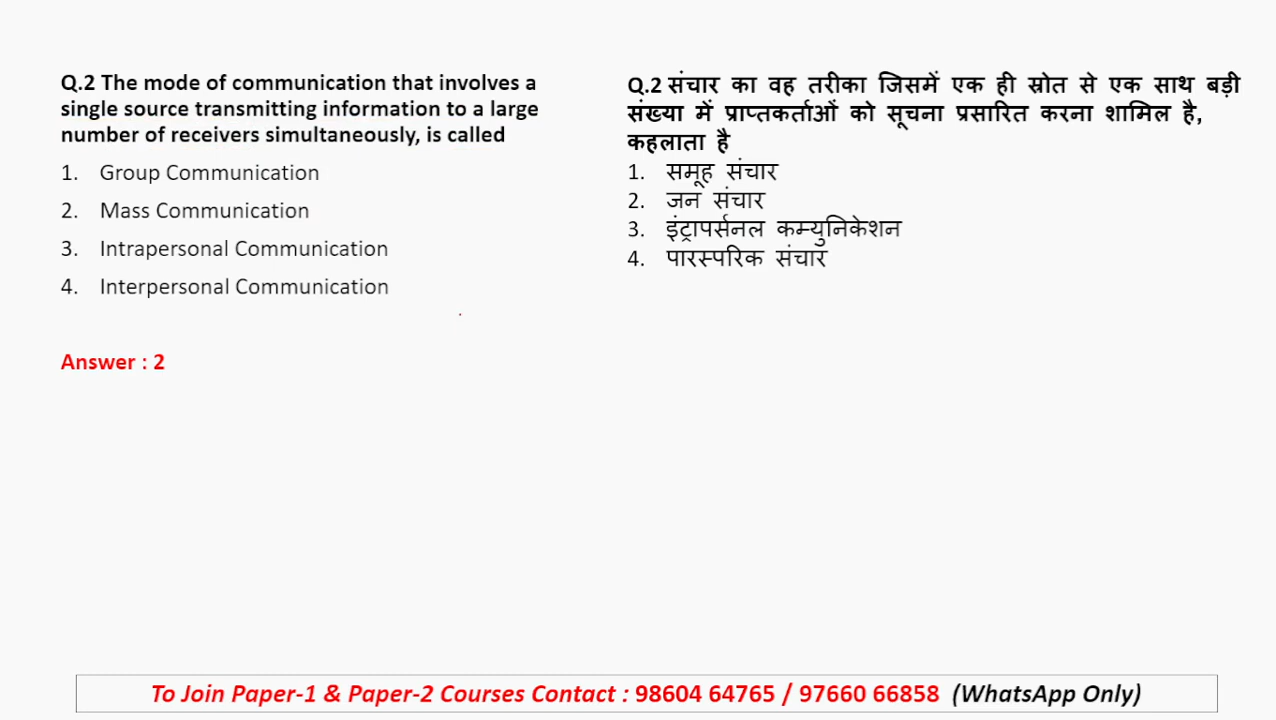 Q.2 The mode of communication that involves a
single source transmitting information to a large
number of receivers simultaneously, is called
1. Group Communication
2. Mass Communication
3. Intrapersonal Communication
4. Interpersonal Communication
Answer : 2
Q.2 संचार का वह तरीका जिसमें एक ही स्रोत से एक साथ बड़ी
संख्या में प्राप्तकर्ताओं को सूचना प्रसारित करना शामिल है,
कहलाता है
1. समूह संचार
2. जन संचार
3. इंट्रापर्सनल कम्युनिकेशन
4. पारस्परिक संचार
To Join Paper-1 & Paper-2 Courses Contact : 98604 64765 / 97660 66858 (WhatsApp Only)